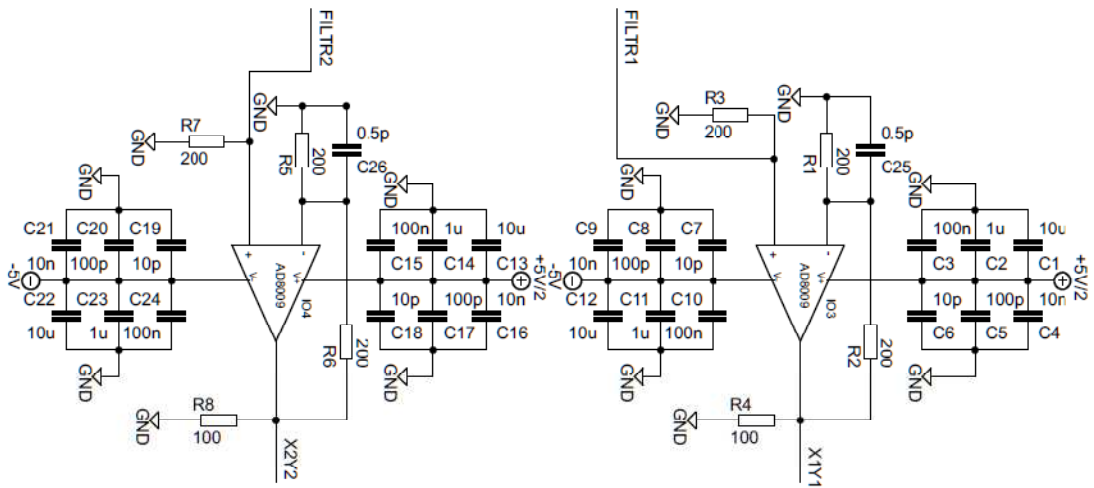 FILTR2
FILTR1
GND
R7
200
GND
200
R5
0.5p
C26
GND
R3
200
GND
200
R1
0.5p
C25
GND
GND
GND
GND
C21 C20 C19
10n 100p 10p
100n 1u 10u
C15 C14 C13
C9 C8 C7
10n 100p 10p
100n 1u 10u
C3 C2 C1
-5V
+ -
V- V+
AD8009
IO4
+5V/2
-5V
+ -
V- V+
AD8009
IO3
+5V/2
C22 C23 C24
10u 1u 100n
10p 100p 10n
C18 C17 C16
C12 C11 C10
10u 1u 100n
10p 100p 10n
C6 C5 C4
200
R6
200
R2
GND
GND
GND
GND
GND
R8
100
X2Y2
GND
R4
100
X1Y1